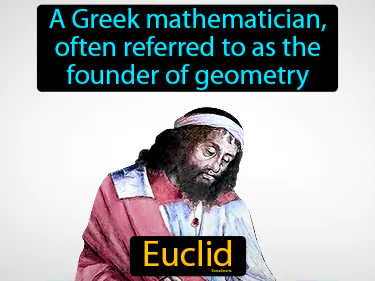 A Greek mathematician,
often referred to as the
founder of geometry
Euclid